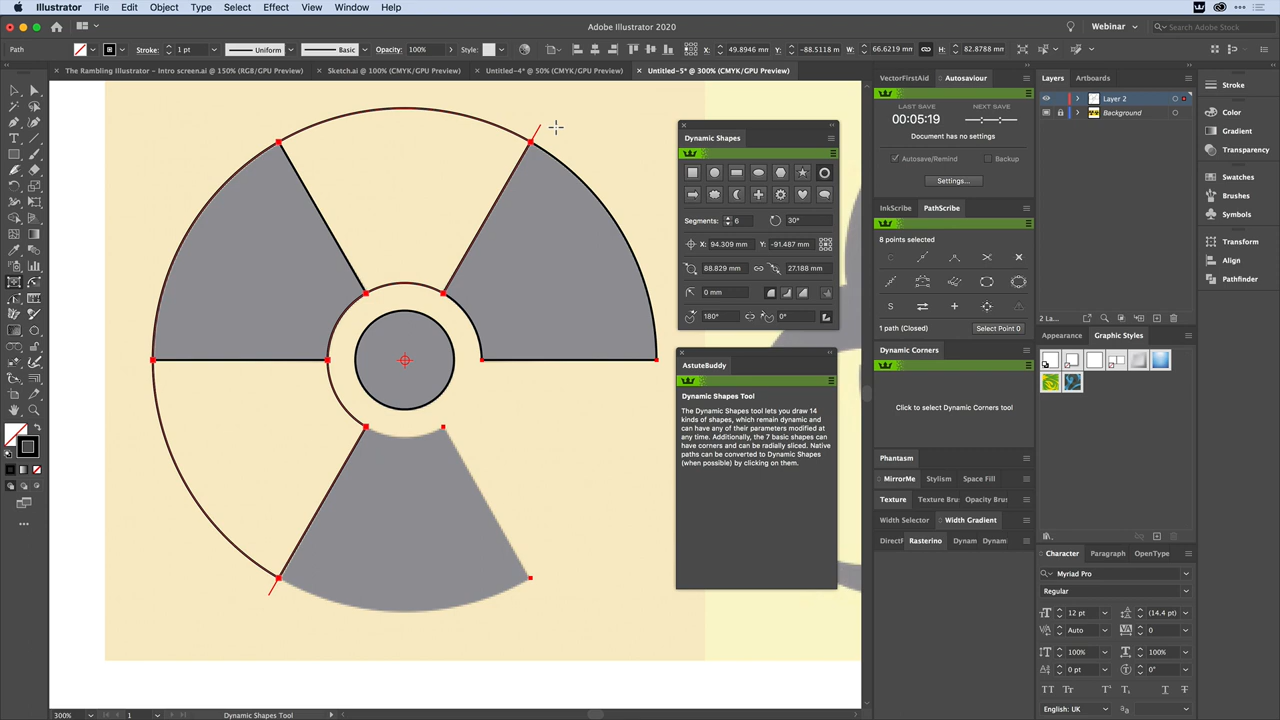 Illustrator File Edit Object Type Select Effect View Window Help
Adobe Illustrator 2020
Webinar
Search Adobe Stock
Path
Stroke: 1 pt Uniform Basic Opacity: 100% Style: X: 49.8946 mm Y: -88.5118 m W: 66.6219 mm H: 82.8788 mm
The Rambling Illustrator - Intro screen.ai @ 150% (RGB/GPU Preview) Sketch.ai @ 100% (CMYK/GPU Preview) Untitled-4* @ 50% (CMYK/GPU Preview) Untitled-5* @ 300% (CMYK/GPU Preview)
Dynamic Shapes
Segments: 6 30°
X: 94.309 mm Y: -91.487 mm
88.829 mm 27.188 mm
0 mm
180° 0°
AstuteBuddy
Dynamic Shapes Tool
The Dynamic Shapes tool lets you draw 14
kinds of shapes, which remain dynamic and
can have any of their parameters modified at
any time. Additionally, the 7 basic shapes can
have corners and can be radially sliced. Native
paths can be converted to Dynamic Shapes
(when possible) by clicking on them.
VectorFirstAid Autosaviour
LAST SAVE NEXT SAVE
00:05:19
Document has no settings
Autosave/Remind Backup
Settings...
InkScribe PathScribe
8 points selected
1 path (Closed) Select Point 0
Dynamic Corners
Click to select Dynamic Corners tool
Phantasm
MirrorMe Stylism Space Fill
Texture Texture Bru Opacity Brus
Width Selector Width Gradient
DirectF Rasterino Dynam Dynam
Layers Artboards
Layer 2
Background
2 La...
Appearance Graphic Styles
Character Paragraph OpenType
Myriad Pro
Regular
12 pt (14.4 pt)
Auto 0
100% 100%
0 pt 0°
English: UK
Stroke
Color
Gradient
Transparency
Swatches
Brushes
Symbols
Transform
Align
Pathfinder
300% 1 Dynamic Shapes Tool